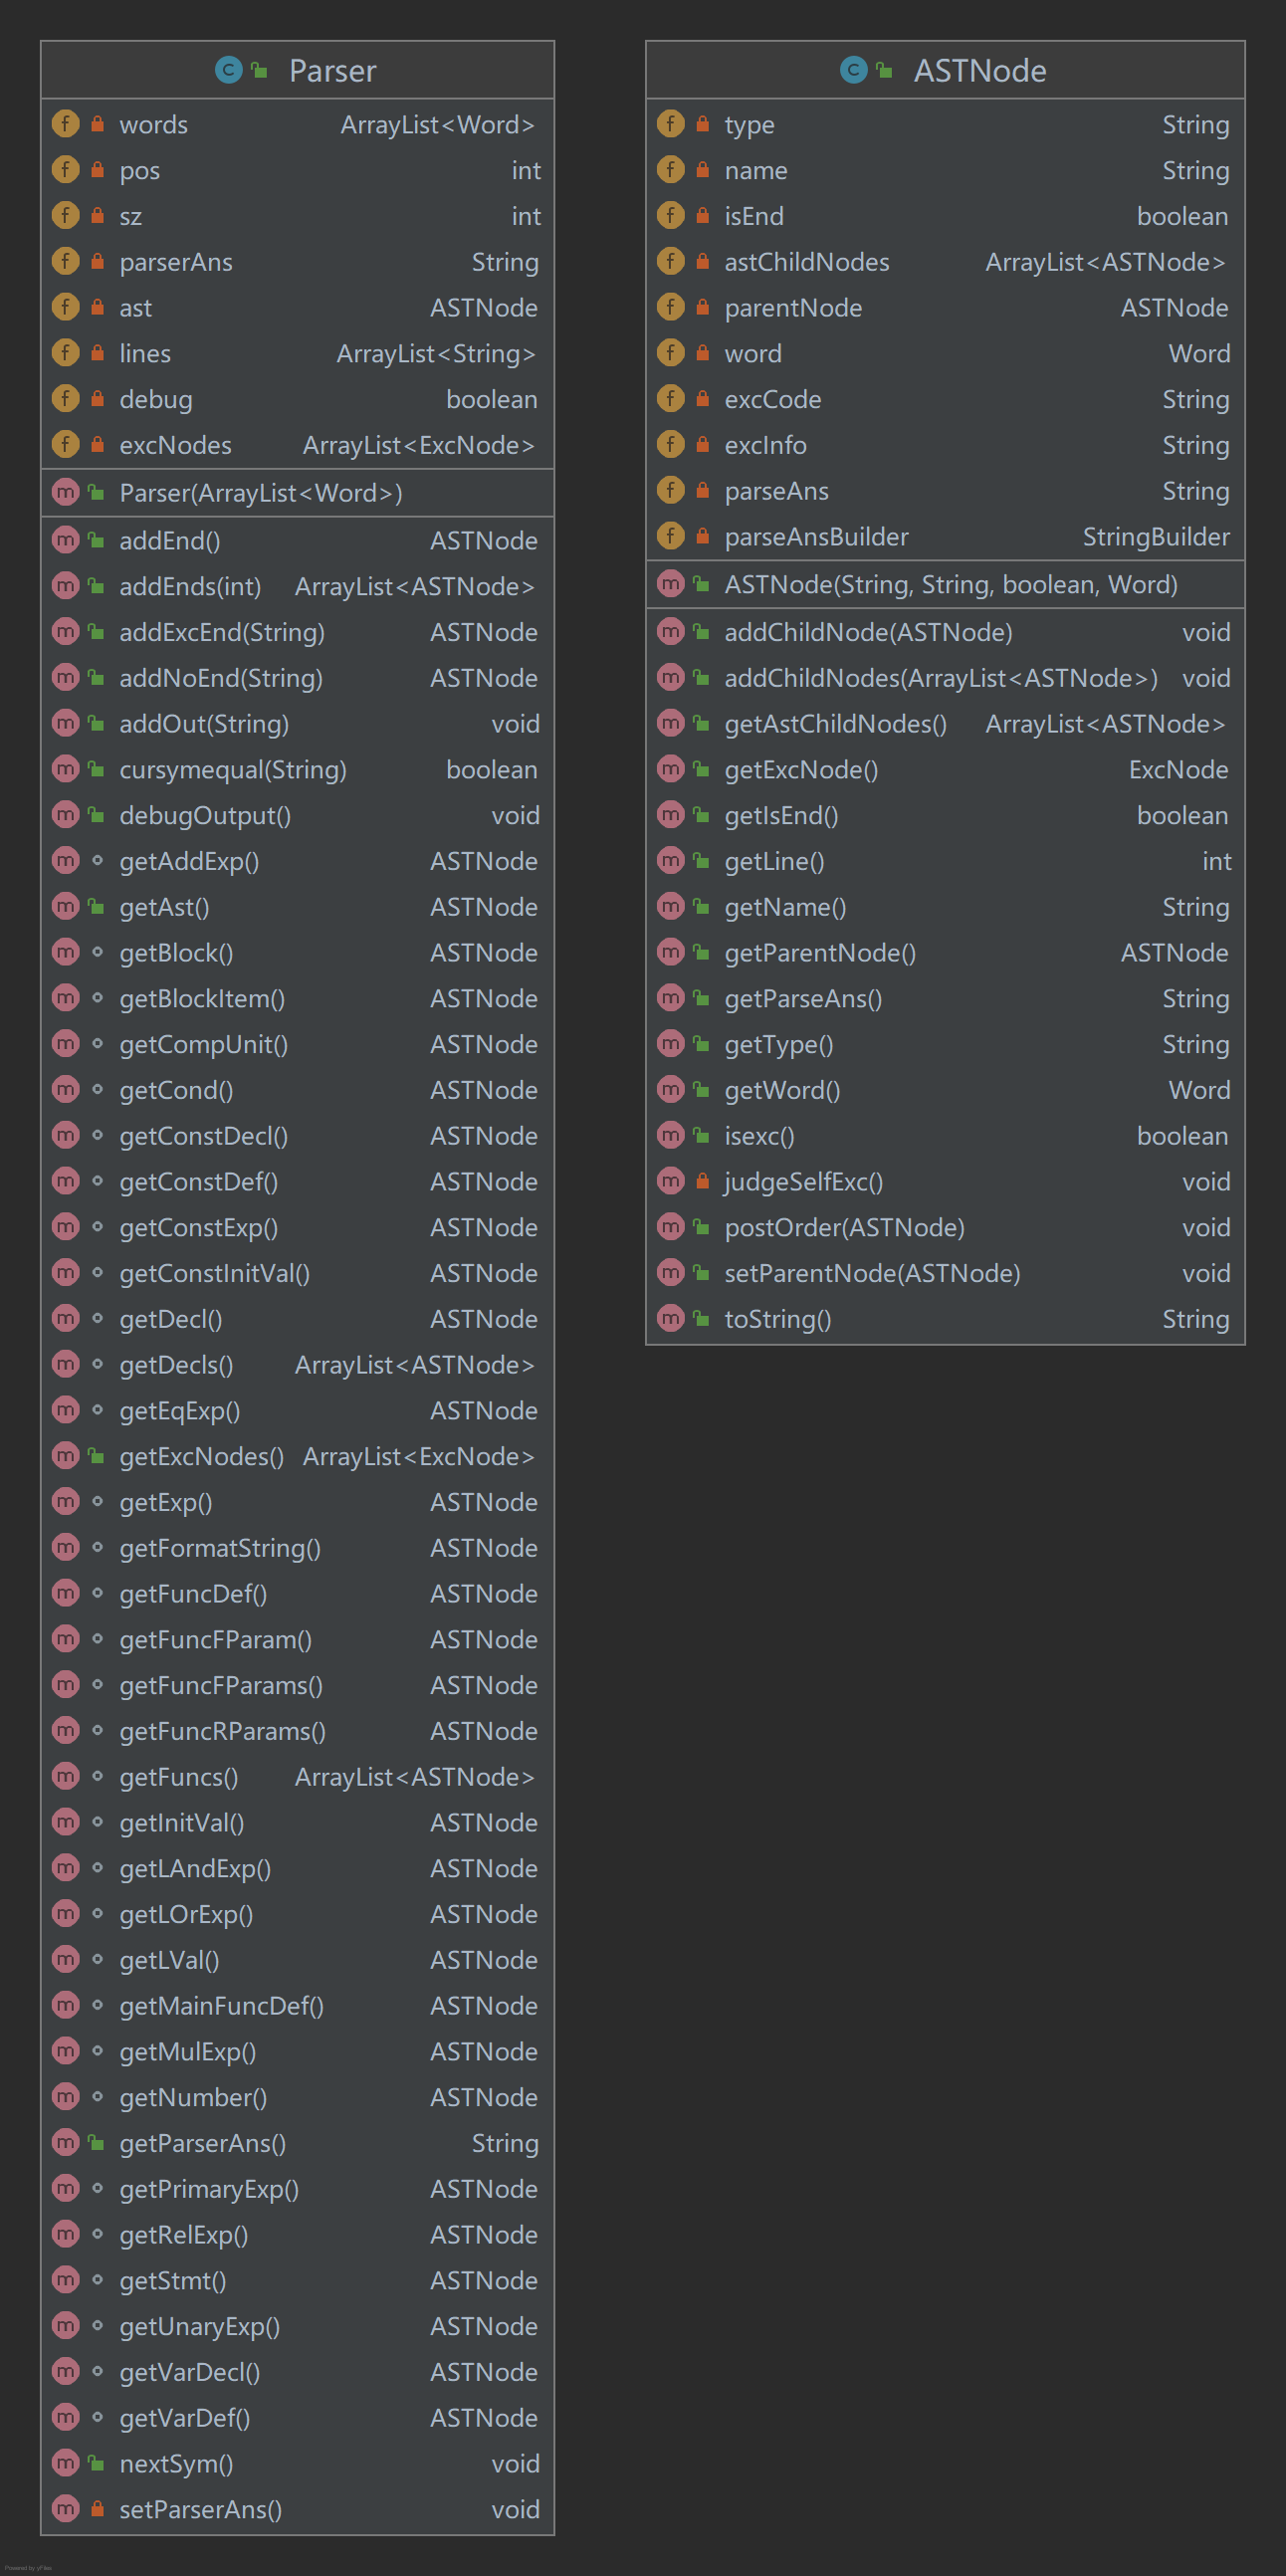 Parser
words ArrayList<Word>
pos int
sz int
parserAns String
ast ASTNode
lines ArrayList<String>
debug boolean
excNodes ArrayList<ExcNode>
Parser(ArrayList<Word>)
addEnd() ASTNode
addEnds(int) ArrayList<ASTNode>
addExcEnd(String) ASTNode
addNoEnd(String) ASTNode
addOut(String) void
cursymequal(String) boolean
debugOutput() void
getAddExp() ASTNode
getAst() ASTNode
getBlock() ASTNode
getBlockItem() ASTNode
getCompUnit() ASTNode
getCond() ASTNode
getConstDecl() ASTNode
getConstDef() ASTNode
getConstExp() ASTNode
getConstInitVal() ASTNode
getDecl() ASTNode
getDecls() ArrayList<ASTNode>
getEqExp() ASTNode
getExcNodes() ArrayList<ExcNode>
getExp() ASTNode
getFormatString() ASTNode
getFuncDef() ASTNode
getFuncFParam() ASTNode
getFuncFParams() ASTNode
getFuncRParams() ASTNode
getFuncs() ArrayList<ASTNode>
getInitVal() ASTNode
getLAndExp() ASTNode
getLOrExp() ASTNode
getLVal() ASTNode
getMainFuncDef() ASTNode
getMulExp() ASTNode
getNumber() ASTNode
getParserAns() String
getPrimaryExp() ASTNode
getRelExp() ASTNode
getStmt() ASTNode
getUnaryExp() ASTNode
getVarDecl() ASTNode
getVarDef() ASTNode
nextSym() void
setParserAns() void
ASTNode
type String
name String
isEnd boolean
astChildNodes ArrayList<ASTNode>
parentNode ASTNode
word Word
excCode String
excInfo String
parseAns String
parseAnsBuilder StringBuilder
ASTNode(String, String, boolean, Word)
addChildNode(ASTNode) void
addChildNodes(ArrayList<ASTNode>) void
getAstChildNodes() ArrayList<ASTNode>
getExcNode() ExcNode
getIsEnd() boolean
getLine() int
getName() String
getParentNode() ASTNode
getParseAns() String
getType() String
getWord() Word
isexc() boolean
judgeSelfExc() void
postOrder(ASTNode) void
setParentNode(ASTNode) void
toString() String
Powered by yFiles